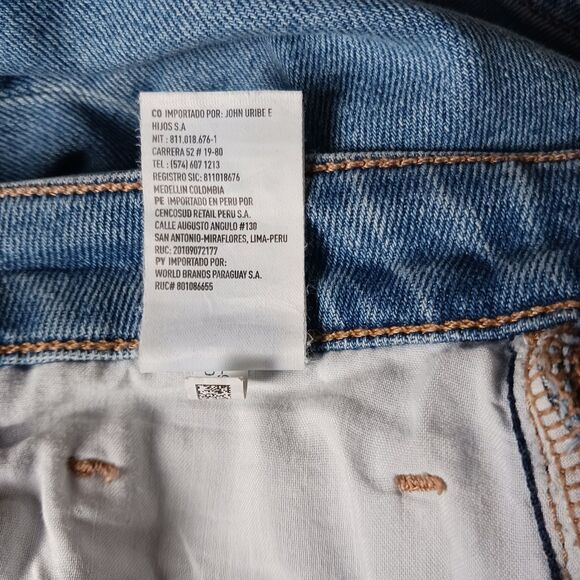 CO IMPORTADO POR: JOHN URIBE E
HIJOS S.A
NIT : 811.018.676-1
CARRERA 52 # 19-80
TEL : (574) 607 1213
REGISTRO SIC: 811018676
MEDELLIN COLOMBIA
PE IMPORTADO EN PERU POR
CENCOSUD RETAIL PERU S.A.
CALLE AUGUSTO ANGULO #130
SAN ANTONIO-MIRAFLORES, LIMA-PERU
RUC: 20109072177
PY IMPORTADO POR:
WORLD BRANDS PARAGUAY S.A.
RUC# 801086655